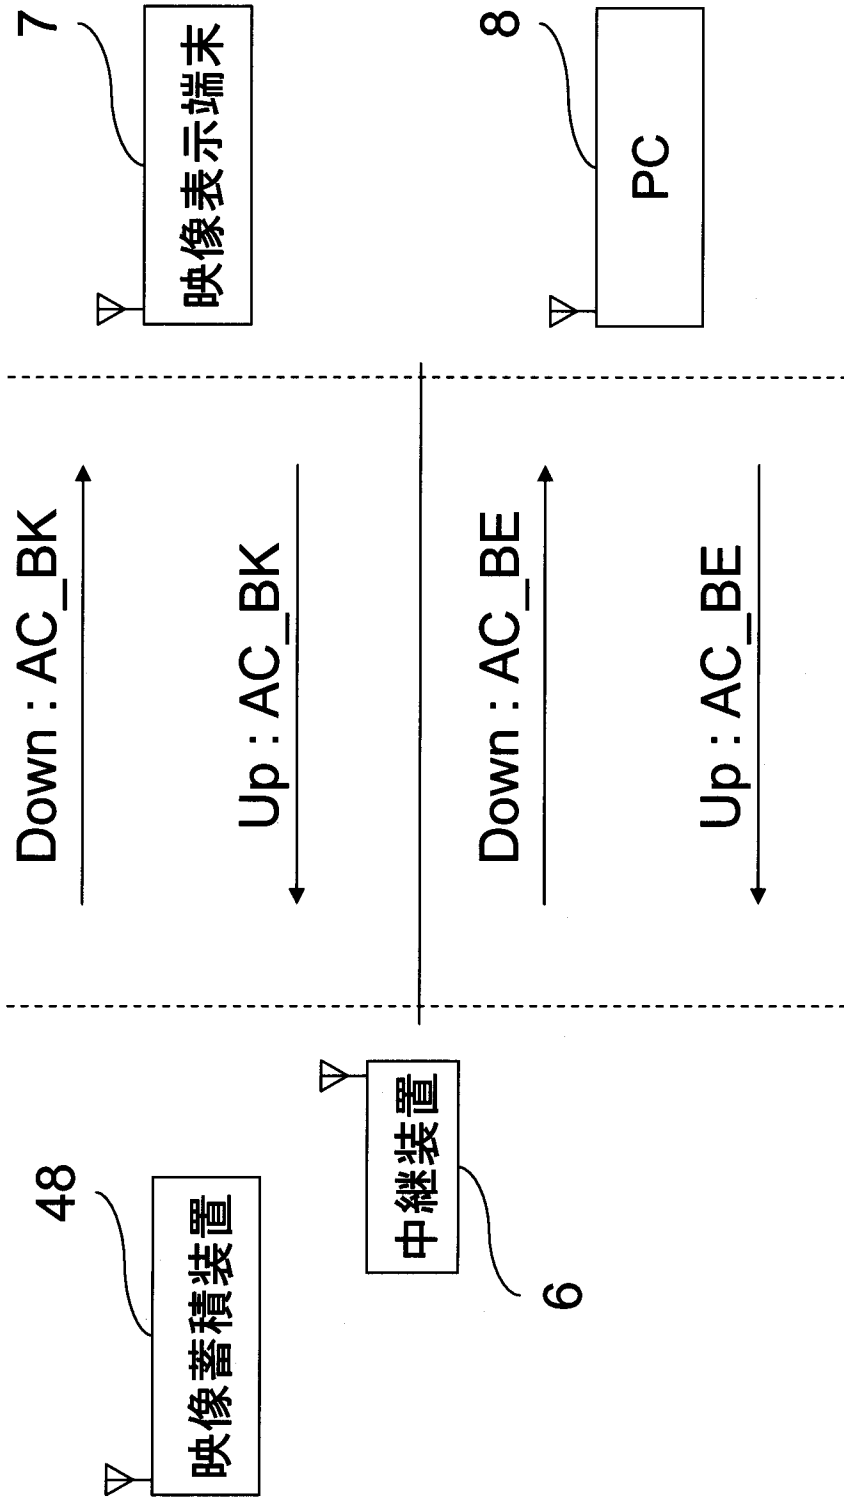 48
映像蓄積装置
6
中継装置
Down : AC_BK
Up : AC_BK
Down : AC_BE
Up : AC_BE
7
映像表示端末
8
PC